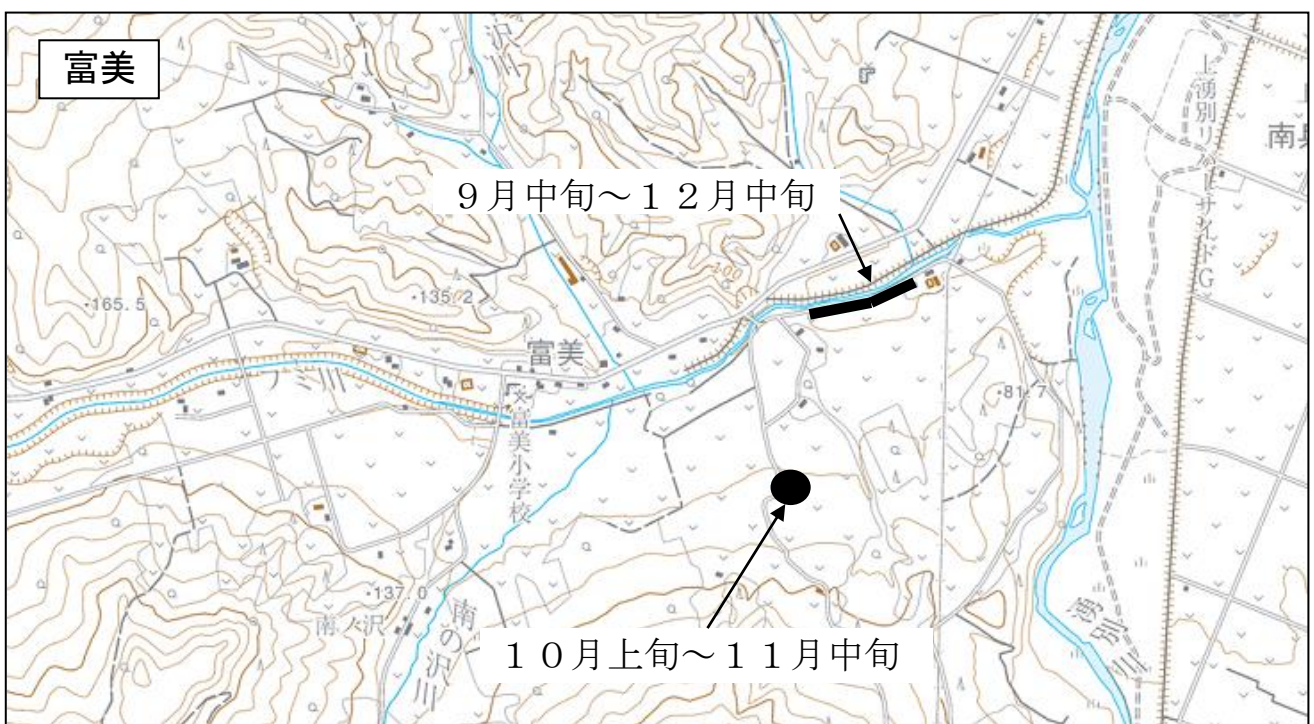 富美
9月中旬~12月中旬
上湧別リバーサイドG
・165.5
・135.2
100
富美
フミ川
・81.7
富美小学校
・137.0
南ノ沢
南の沢川
湧別川
10月上旬~11月中旬